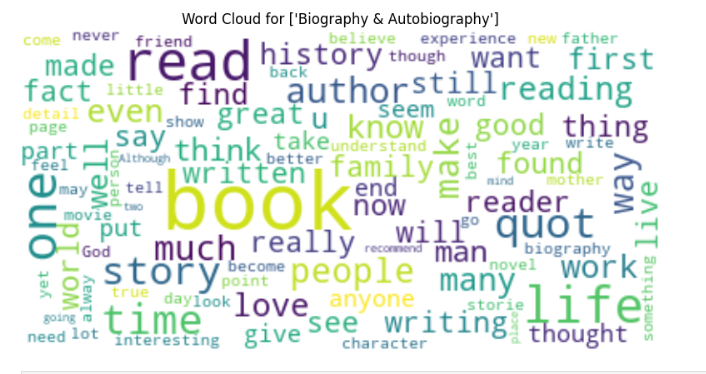 Word Cloud for ['Biography & Autobiography']
come never friend believe experience new father
made read history though want first
fact little find back author still reading
detail even great u seem word
page say show know make good thing
part think take understand year write
feel Although better family best found way
well person written mind mother
one may tell book end reader live
movie two now go quot
world put God much really will man biography
recommend
yet alway story become people many novel work something
true point
day look love anyone storie life
going time give see writing place thought
need lot interesting character